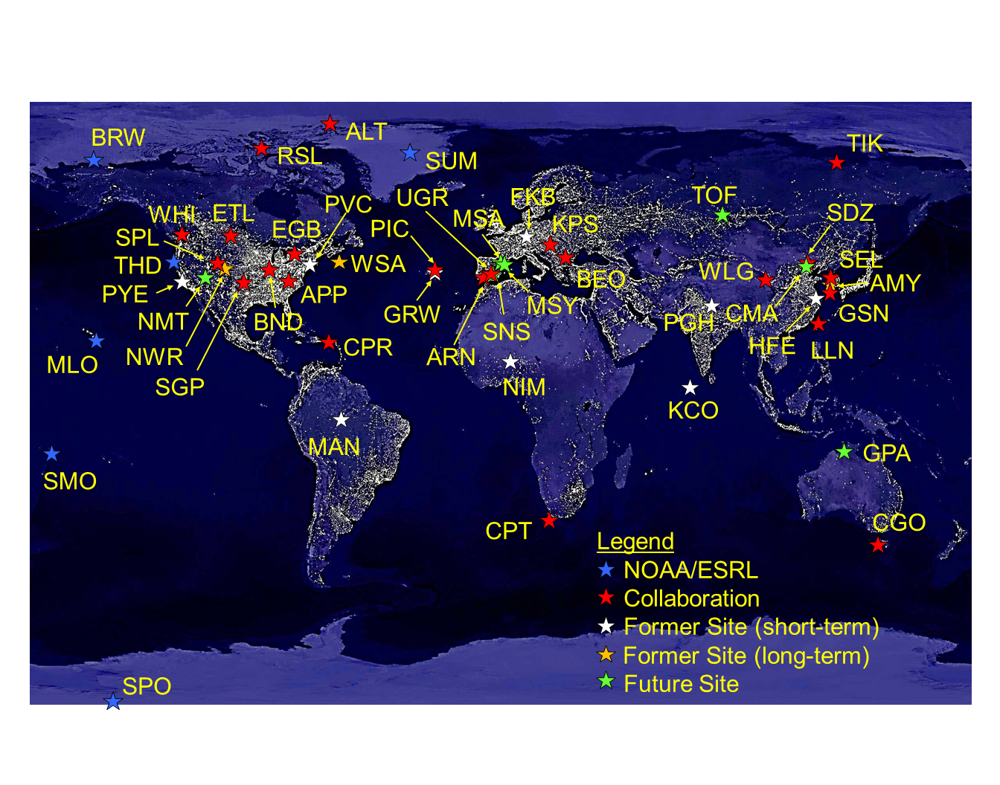 BRW
ALT
TIK
RSL
SUM
PVC
UGR
FKB
TOF
WHI
ETL
MSA
SDZ
EGB
PIC
KPS
SPL
THD
WSA
WLG
SEL
BEO
AMY
PYE
APP
GRW
MSY
CMA
GSN
NMT
BND
SNS
PGH
CPR
HFE
LLN
MLO
NWR
ARN
SGP
NIM
KCO
MAN
GPA
SMO
CGO
CPT
Legend
NOAA/ESRL
Collaboration
Former Site (short-term)
Former Site (long-term)
Future Site
SPO